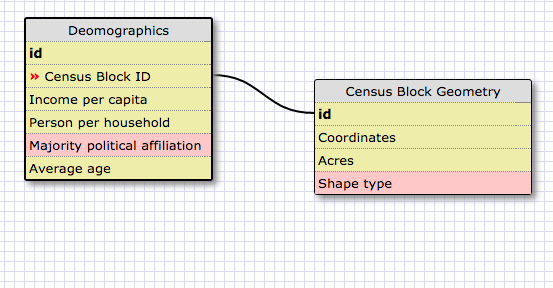 Deomographics
id
» Census Block ID
Income per capita
Person per household
Majority political affiliation
Average age
Census Block Geometry
id
Coordinates
Acres
Shape type